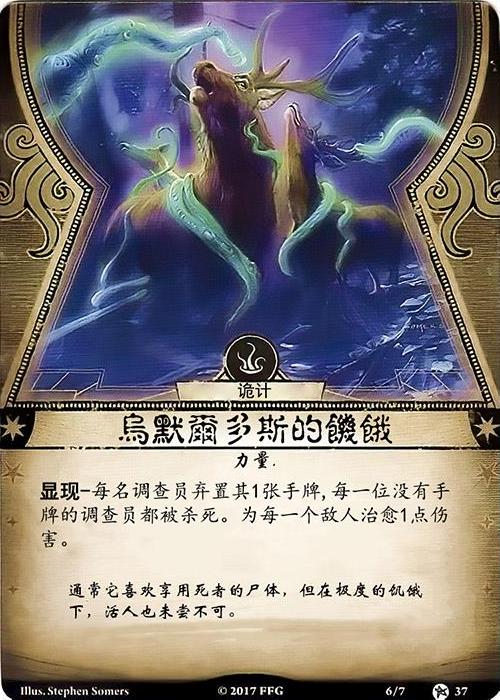 诡计
烏默爾多斯的饑餓
力量.
显现–每名调查员弃置其1张手牌,每一位没有手
牌的调查员都被杀死。为每一个敌人治愈1点伤
害。
通常它喜欢享用死者的尸体，但在极度的饥饿
下，活人也未尝不可。
Illus. Stephen Somers
© 2017 FFG
6/7
37